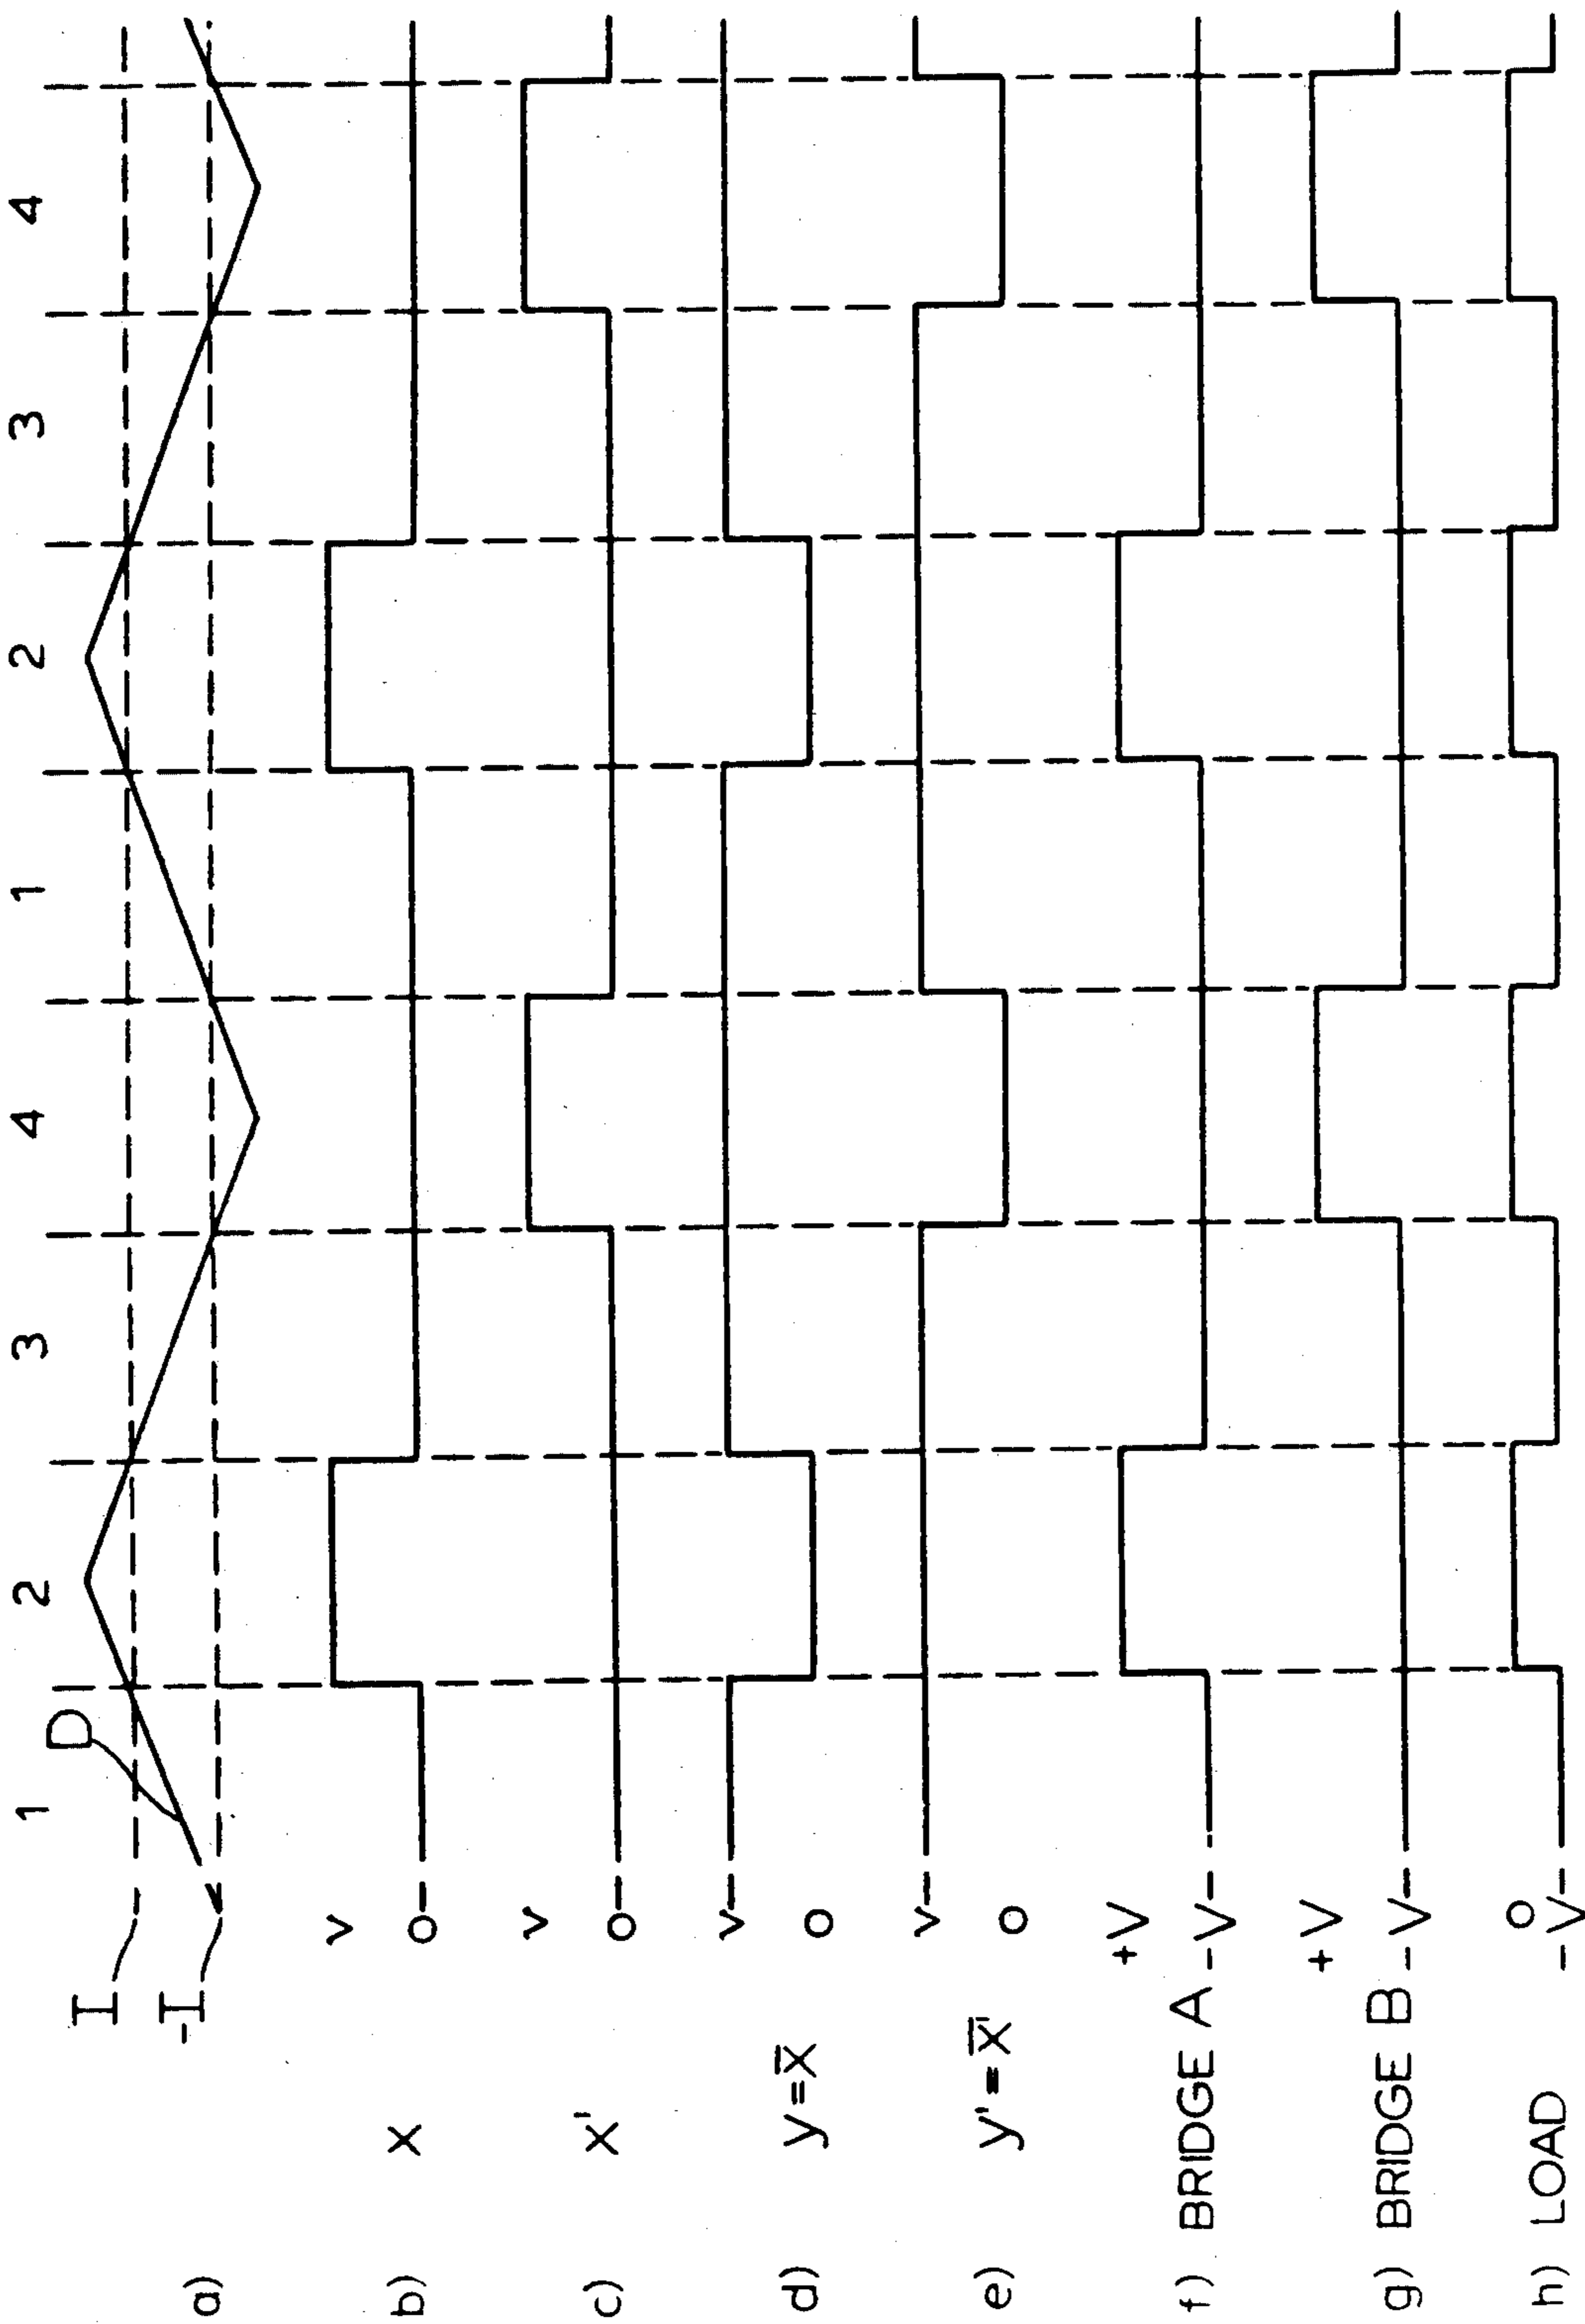 1 2 3 4 1 2 3 4
D
a) I
-I
b) x v
o
c) x' v
o
d) y=x̅ v
o
e) y'=x̅' v
o
f) BRIDGE A +V
-V
g) BRIDGE B +V
-V
h) LOAD o
-V